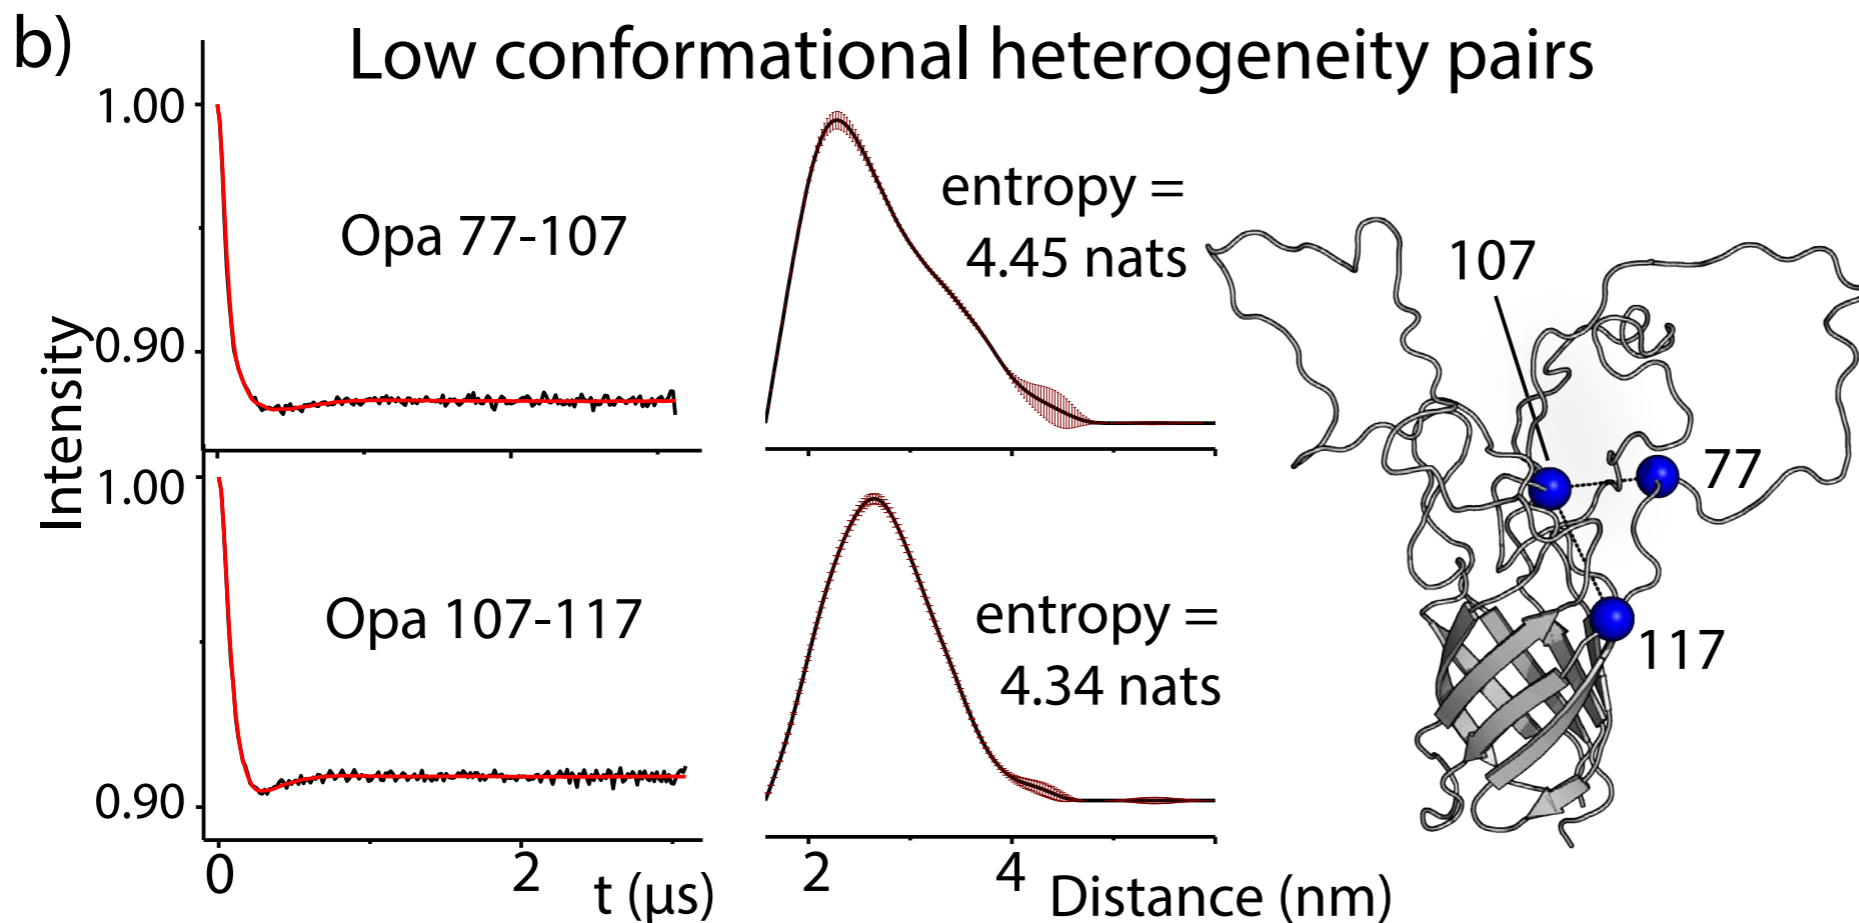 b)
Low conformational heterogeneity pairs
1.00
0.90
Opa 77-107
entropy =
4.45 nats
Intensity
1.00
0.90
Opa 107-117
entropy =
4.34 nats
107
77
117
0
2
t (μs)
2
4
Distance (nm)